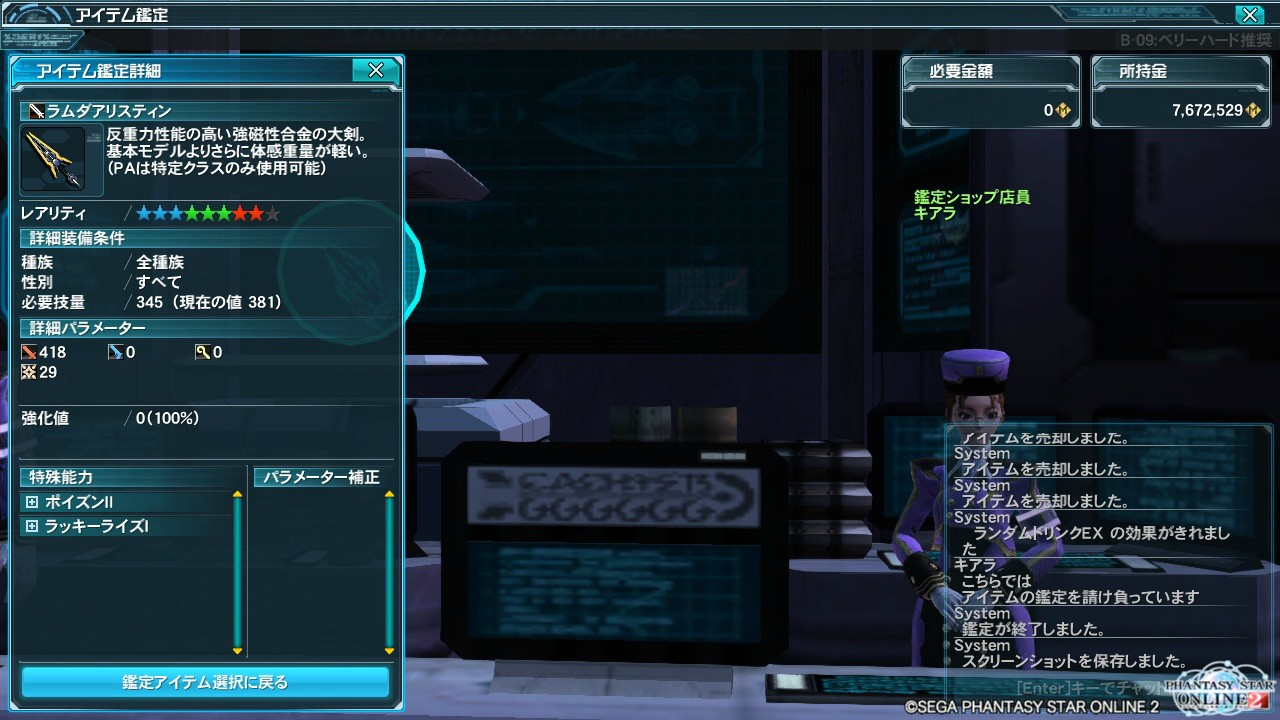 アイテム鑑定
B-09:ベリーハード推奨
アイテム鑑定詳細
ラムダアリスティン
反重力性能の高い強磁性合金の大剣。
基本モデルよりさらに体感重量が軽い。
(PAは特定クラスのみ使用可能)
レアリティ /
詳細装備条件
種族 / 全種族
性別 / すべて
必要技量 / 345（現在の値 381）
詳細パラメーター
418 0 0
29
強化値 / 0(100%)
特殊能力
パラメーター補正
ポイズンII
ラッキーライズI
鑑定アイテム選択に戻る
必要金額
0
所持金
7,672,529
鑑定ショップ店員
キアラ
アイテムを売却しました。
System
アイテムを売却しました。
System
アイテムを売却しました。
System
ランダムドリンクEX の効果がきれまし
た
キアラ
こちらでは
アイテムの鑑定を請け負っています
System
鑑定が終了しました。
System
スクリーンショットを保存しました。
[Enter]キーでチャット
PHANTASY STAR
ONLINE 2
©SEGA PHANTASY STAR ONLINE 2